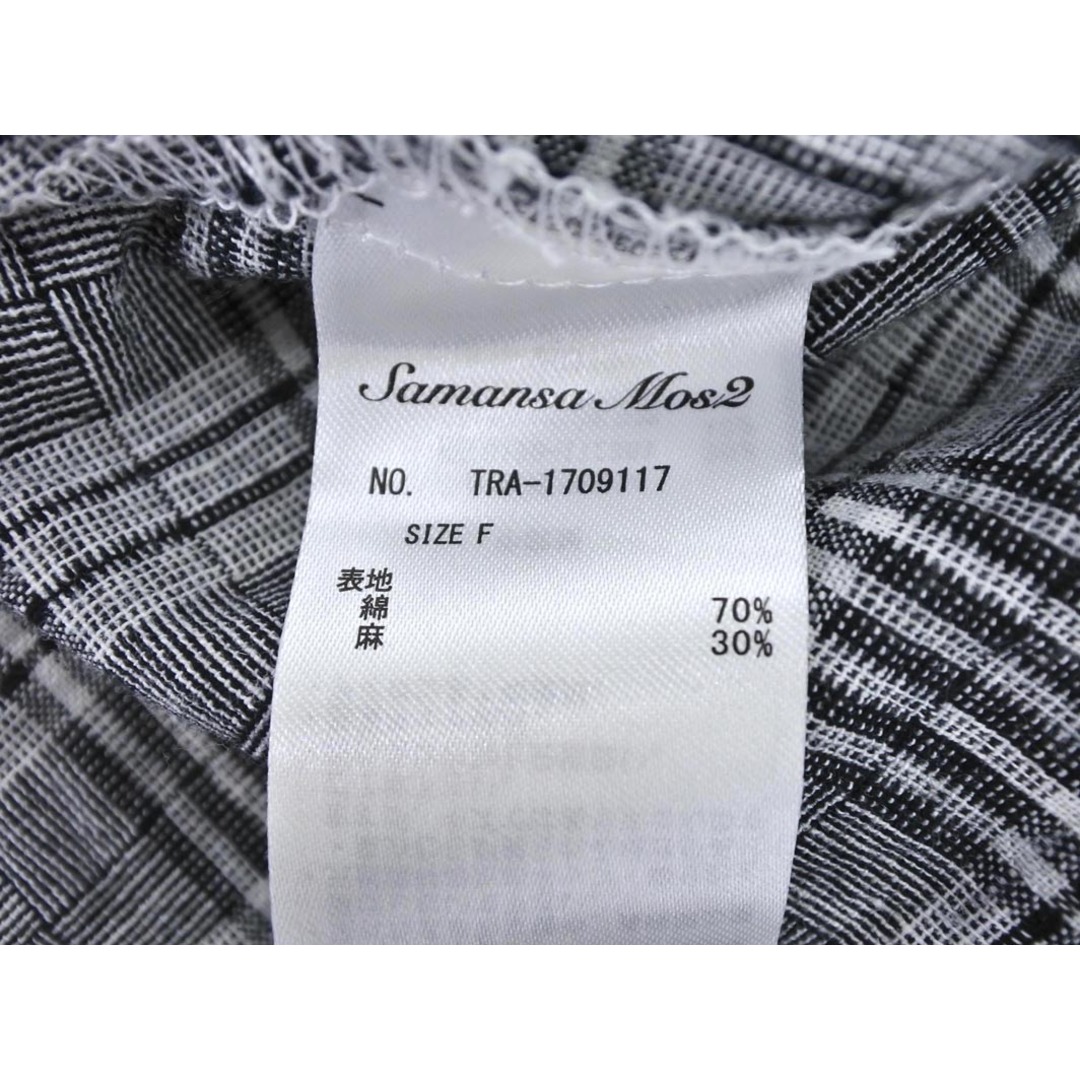 Samansa Mos2
NO. TRA-1709117
SIZE F
表地
綿 70%
麻 30%